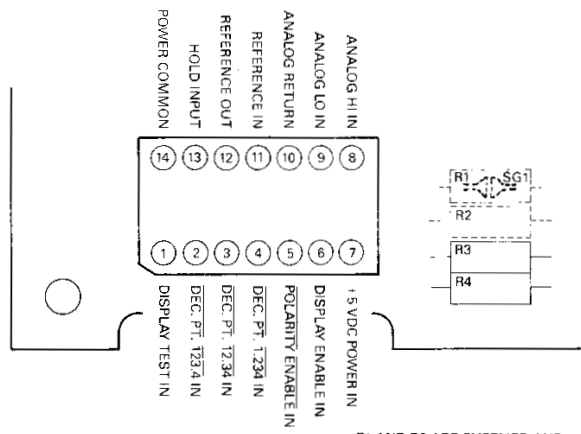 POWER COMMON
HOLD INPUT
REFERENCE OUT
REFERENCE IN
ANALOG RETURN
ANALOG LO IN
ANALOG HI IN
14 13 12 11 10 9 8
1 2 3 4 5 6 7
DISPLAY TEST IN
DEC. PT. 123.4 IN
DEC. PT. 12.34 IN
DEC. PT. 1.234 IN
POLARITY ENABLE IN
DISPLAY ENABLE IN
+5 VDC POWER IN
R1 SG1
R2
R3
R4